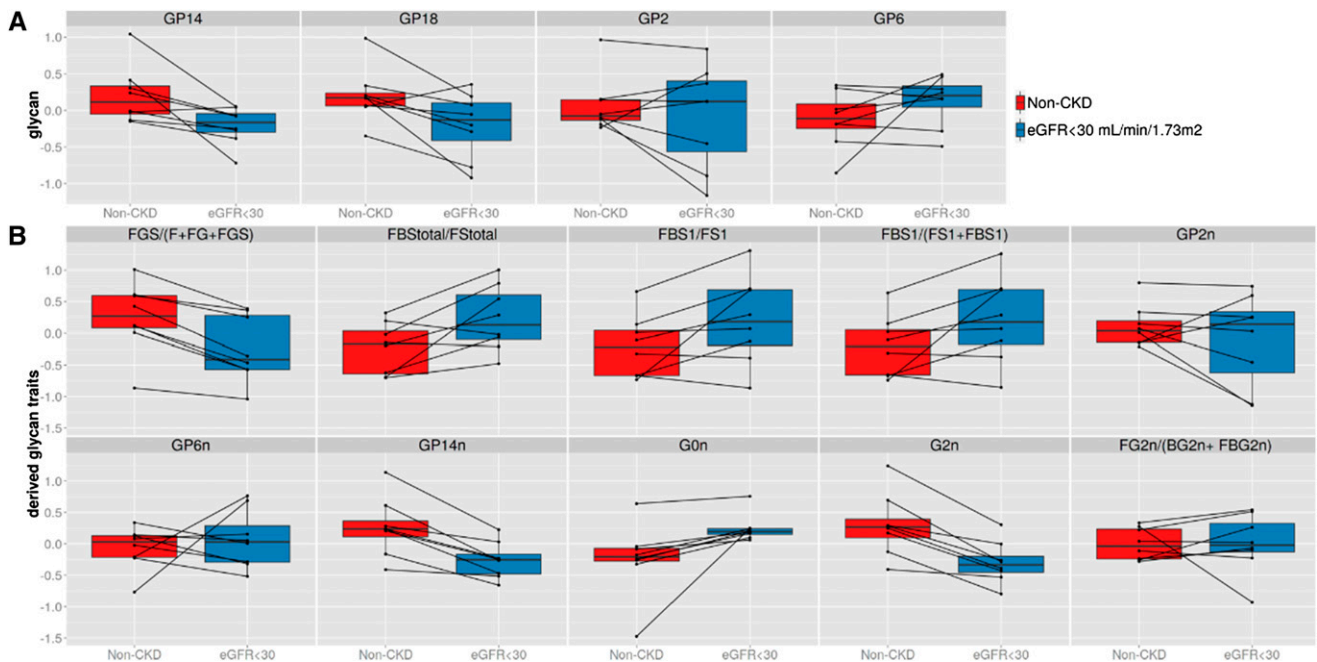 A
GP14 GP18 GP2 GP6
1.0
0.5
0.0
-0.5
-1.0
glycan
Non-CKD eGFR<30 Non-CKD eGFR<30 Non-CKD eGFR<30 Non-CKD eGFR<30
Non-CKD
eGFR<30 mL/min/1.73m2
B
FGS/(F+FG+FGS) FBStotal/FStotal FBS1/FS1 FBS1/(FS1+FBS1) GP2n
1.0
0.5
0.0
-0.5
-1.0
-1.5
derived glycan traits
GP6n GP14n G0n G2n FG2n/(BG2n+ FBG2n)
1.0
0.5
0.0
-0.5
-1.0
-1.5
Non-CKD eGFR<30 Non-CKD eGFR<30 Non-CKD eGFR<30 Non-CKD eGFR<30 Non-CKD eGFR<30